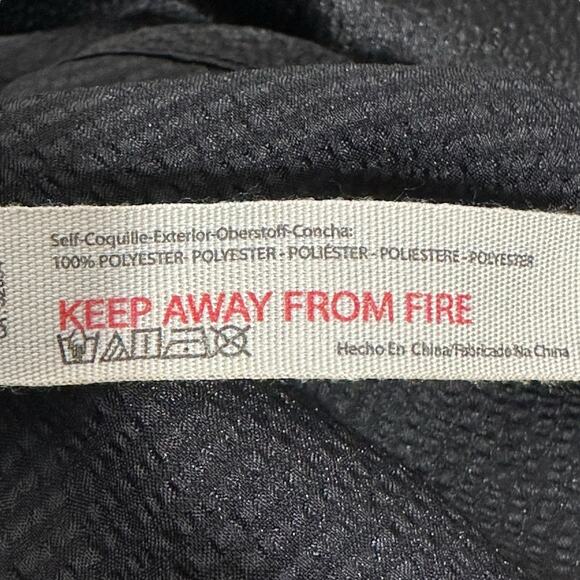 Self-Coquille-Exterior-Oberstoff-Concha:
100% POLYESTER- POLYESTER - POLIÉSTER - POLIESTERE - POLYESTER
KEEP AWAY FROM FIRE
Hecho En China/Fabricado Na China